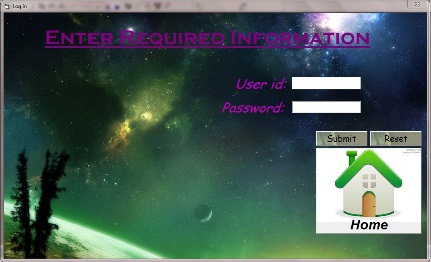 Log in
Enter Required Information
User id:
Password:
Submit Reset
Home